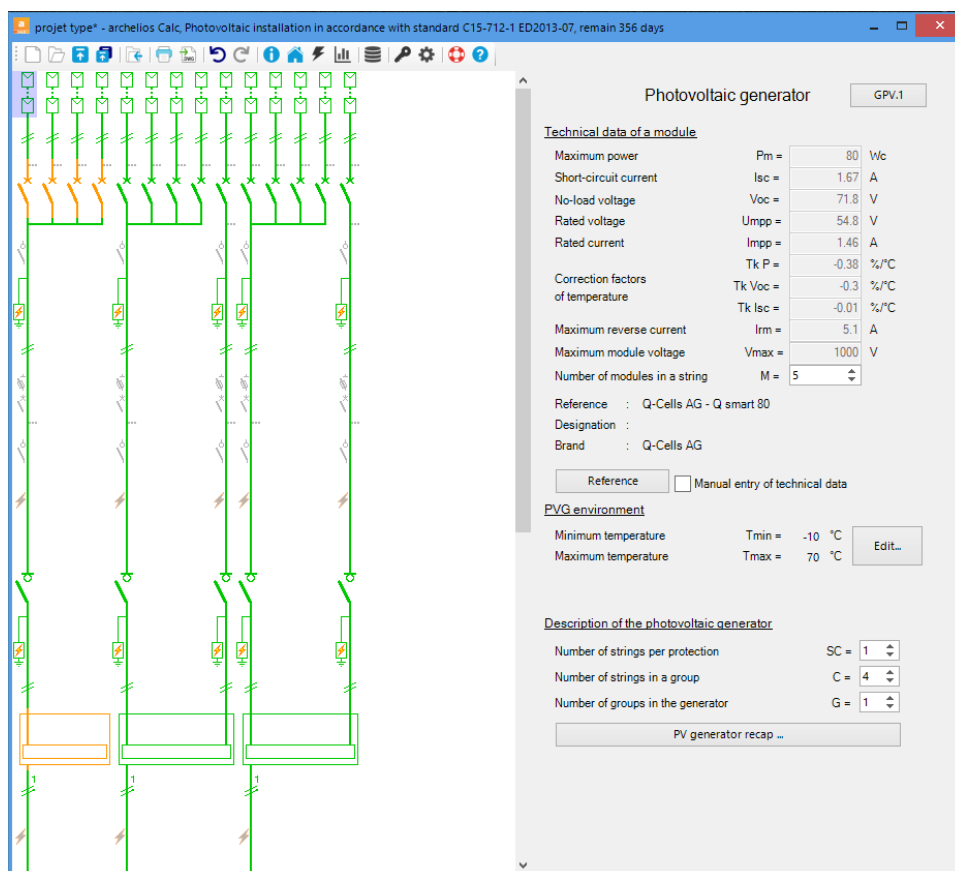 projet type* - archelios Calc, Photovoltaic installation in accordance with standard C15-712-1 ED2013-07, remain 356 days
Photovoltaic generator GPV.1
Technical data of a module
Maximum power Pm = 80 Wc
Short-circuit current Isc = 1.67 A
No-load voltage Voc = 71.8 V
Rated voltage Umpp = 54.8 V
Rated current Impp = 1.46 A
Correction factors of temperature
Tk P = -0.38 %/°C
Tk Voc = -0.3 %/°C
Tk Isc = -0.01 %/°C
Maximum reverse current Irm = 5.1 A
Maximum module voltage Vmax = 1000 V
Number of modules in a string M = 5
Reference : Q-Cells AG - Q smart 80
Designation :
Brand : Q-Cells AG
Reference Manual entry of technical data
PVG environment
Minimum temperature Tmin = -10 °C
Maximum temperature Tmax = 70 °C
Edit...
Description of the photovoltaic generator
Number of strings per protection SC = 1
Number of strings in a group C = 4
Number of groups in the generator G = 1
PV generator recap ...
1 1 1